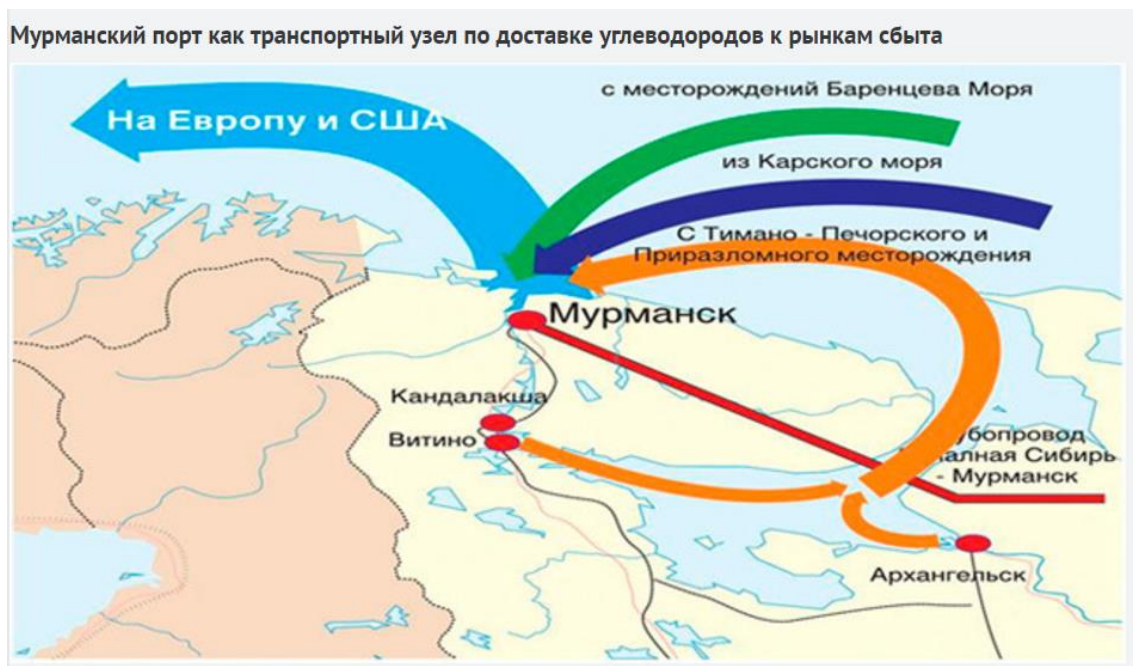 Мурманский порт как транспортный узел по доставке углеводородов к рынкам сбыта
с месторождений Баренцева Моря
На Европу и США
из Карского моря
С Тимано - Печорского и
Приразломного месторождения
Мурманск
Кандалакша
Витино
Сибирь
- Мурманск
Архангельск